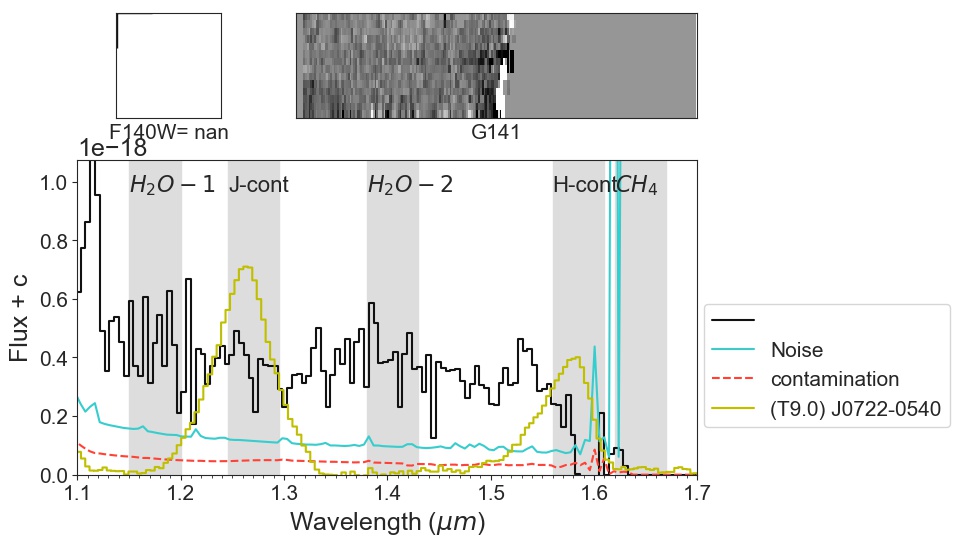 F140W= nan
G141
1e−18
H₂O − 1 J-cont H₂O − 2 H-cont CH₄
1.0
0.8
0.6
0.4
0.2
0.0
Flux + c
1.1 1.2 1.3 1.4 1.5 1.6 1.7
Wavelength (μm)
Noise
contamination
(T9.0) J0722-0540